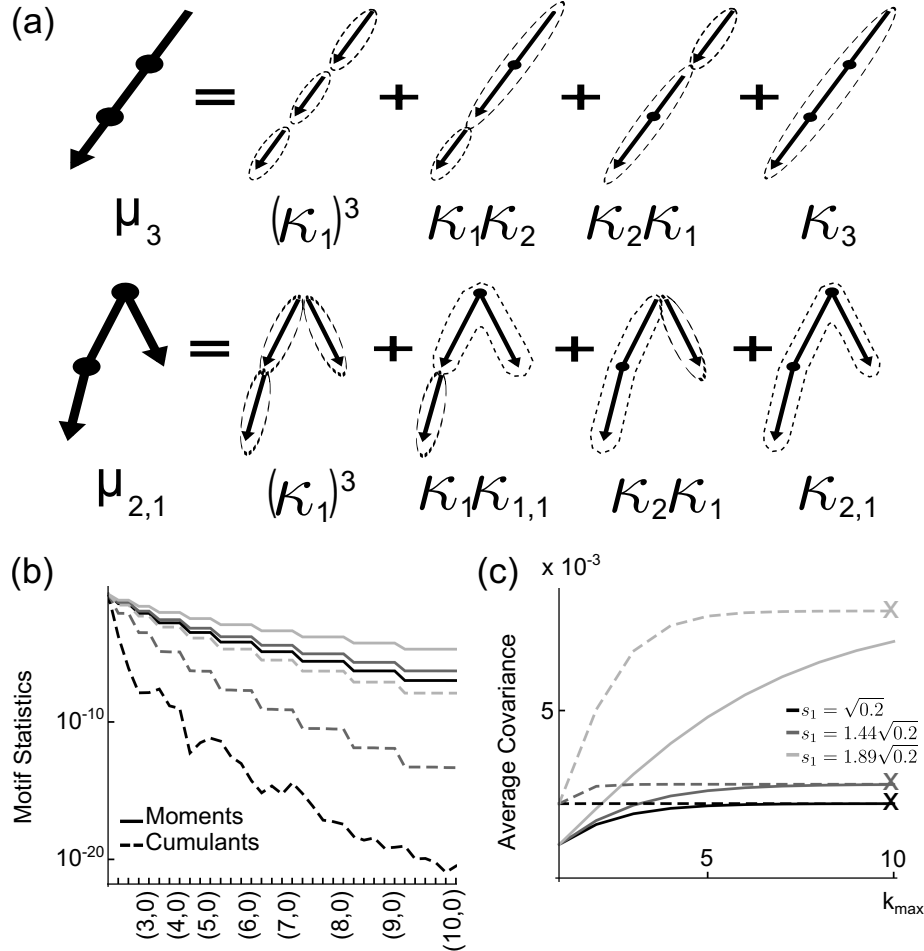 (a)
= + + +
μ3 (κ1)3 κ1κ2 κ2κ1 κ3
= + + +
μ2,1 (κ1)3 κ1κ1,1 κ2κ1 κ2,1
(b)
Motif Statistics
10-10
10-20
Moments
Cumulants
(3,0) (4,0) (5,0) (6,0) (7,0) (8,0) (9,0) (10,0)
(c)
x 10-3
Average Covariance
5
X
X
X
s1 = √0.2
s1 = 1.44√0.2
s1 = 1.89√0.2
5 10
kmax